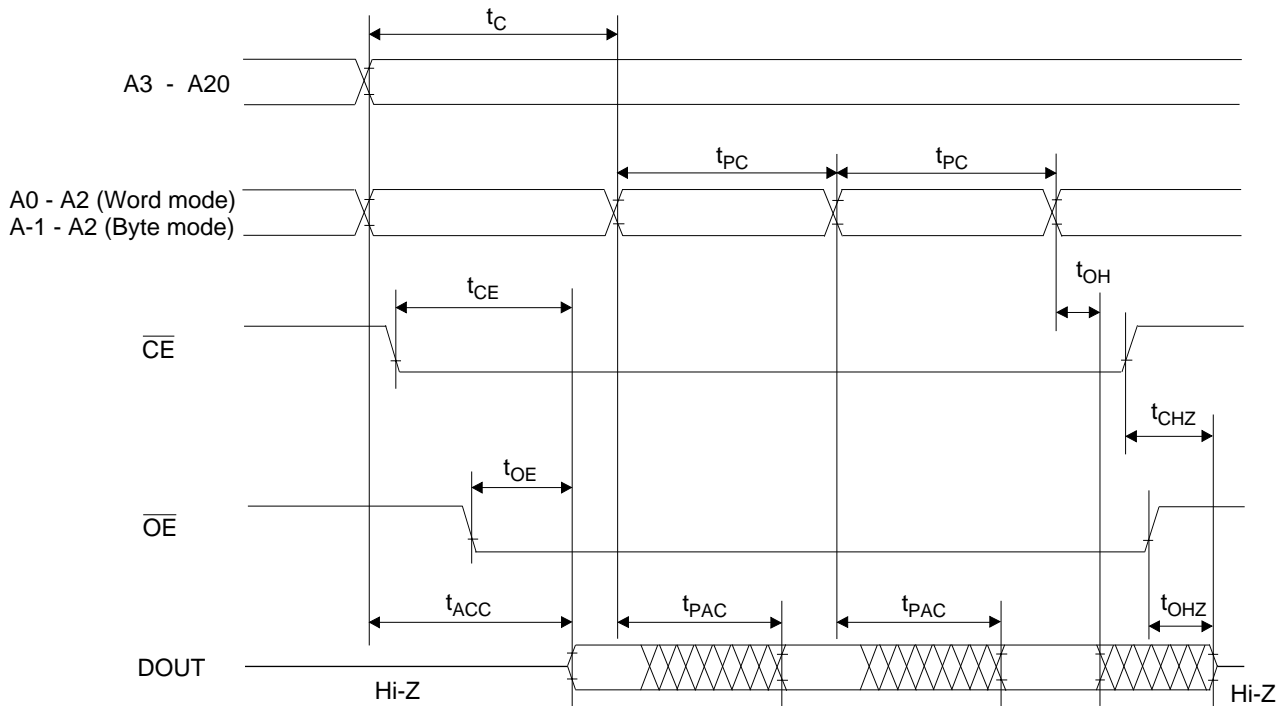 tC
A3 - A20
tPC
tPC
A0 - A2 (Word mode)
A-1 - A2 (Byte mode)
tOH
tCE
CE
tCHZ
tOE
OE
tACC
tPAC
tPAC
tOHZ
DOUT
Hi-Z
Hi-Z